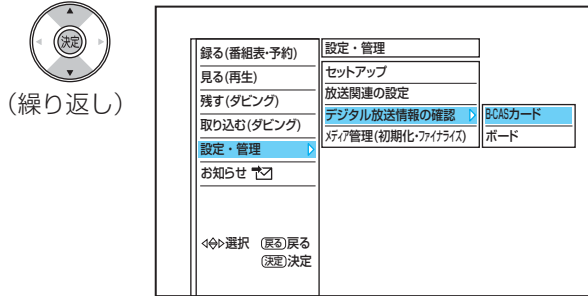 決定
(繰り返し)
録る(番組表・予約)
見る(再生)
残す(ダビング)
取り込む(ダビング)
設定・管理
お知らせ
選択 戻る 戻る
決定 決定
設定・管理
セットアップ
放送関連の設定
デジタル放送情報の確認
メディア管理(初期化・ファイナライズ)
B-CASカード
ボード